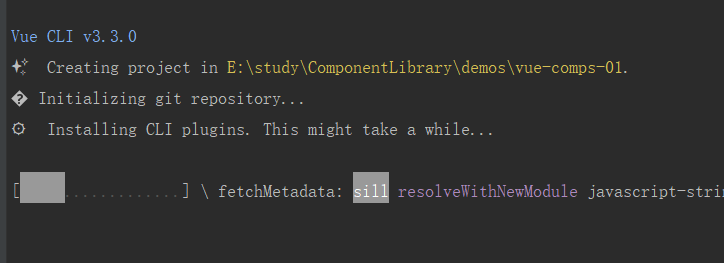 Vue CLI v3.3.0
✨ Creating project in E:\study\ComponentLibrary\demos\vue-comps-01.
� Initializing git repository...
⚙ Installing CLI plugins. This might take a while...
[ .............] \ fetchMetadata: sill resolveWithNewModule javascript-stri